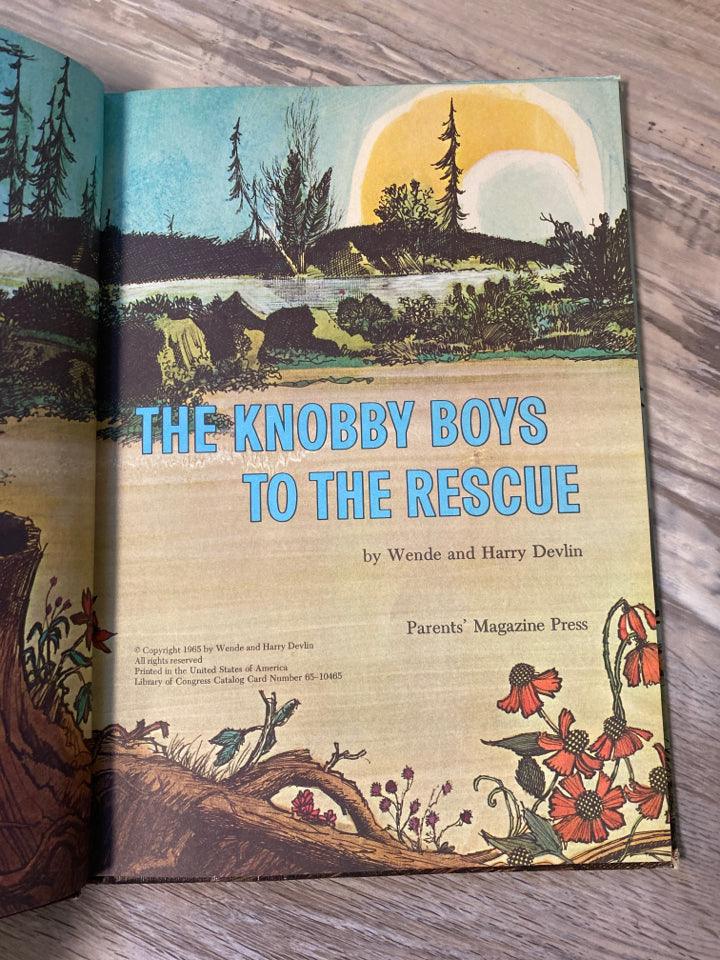 THE KNOBBY BOYS
TO THE RESCUE
by Wende and Harry Devlin
Parents' Magazine Press
© Copyright 1965 by Wende and Harry Devlin
All rights reserved
Printed in the United States of America
Library of Congress Catalog Card Number 65-10465